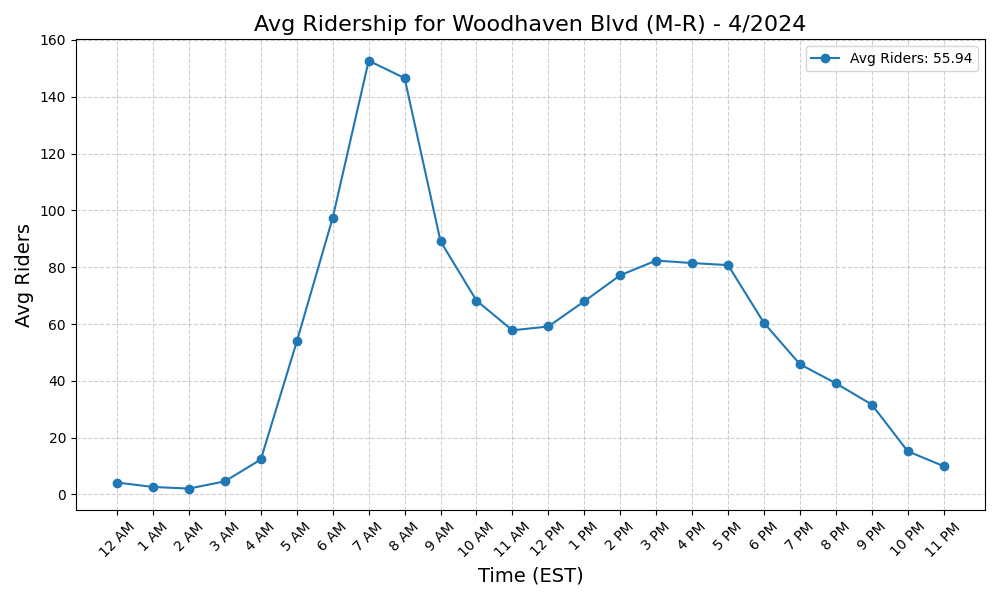 Avg Ridership for Woodhaven Blvd (M-R) - 4/2024
Avg Riders: 55.94
160
140
120
100
80
60
40
20
0
Avg Riders
12 AM
1 AM
2 AM
3 AM
4 AM
5 AM
6 AM
7 AM
8 AM
9 AM
10 AM
11 AM
12 PM
1 PM
2 PM
3 PM
4 PM
5 PM
6 PM
7 PM
8 PM
9 PM
10 PM
11 PM
Time (EST)